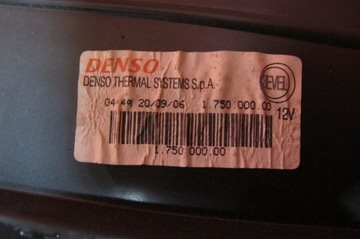 DENSO
DENSO THERMAL SYSTEMS S.p.A.
SEVEL
04:49 20/09/06 1.750.000.00
12V
1.750.000.00